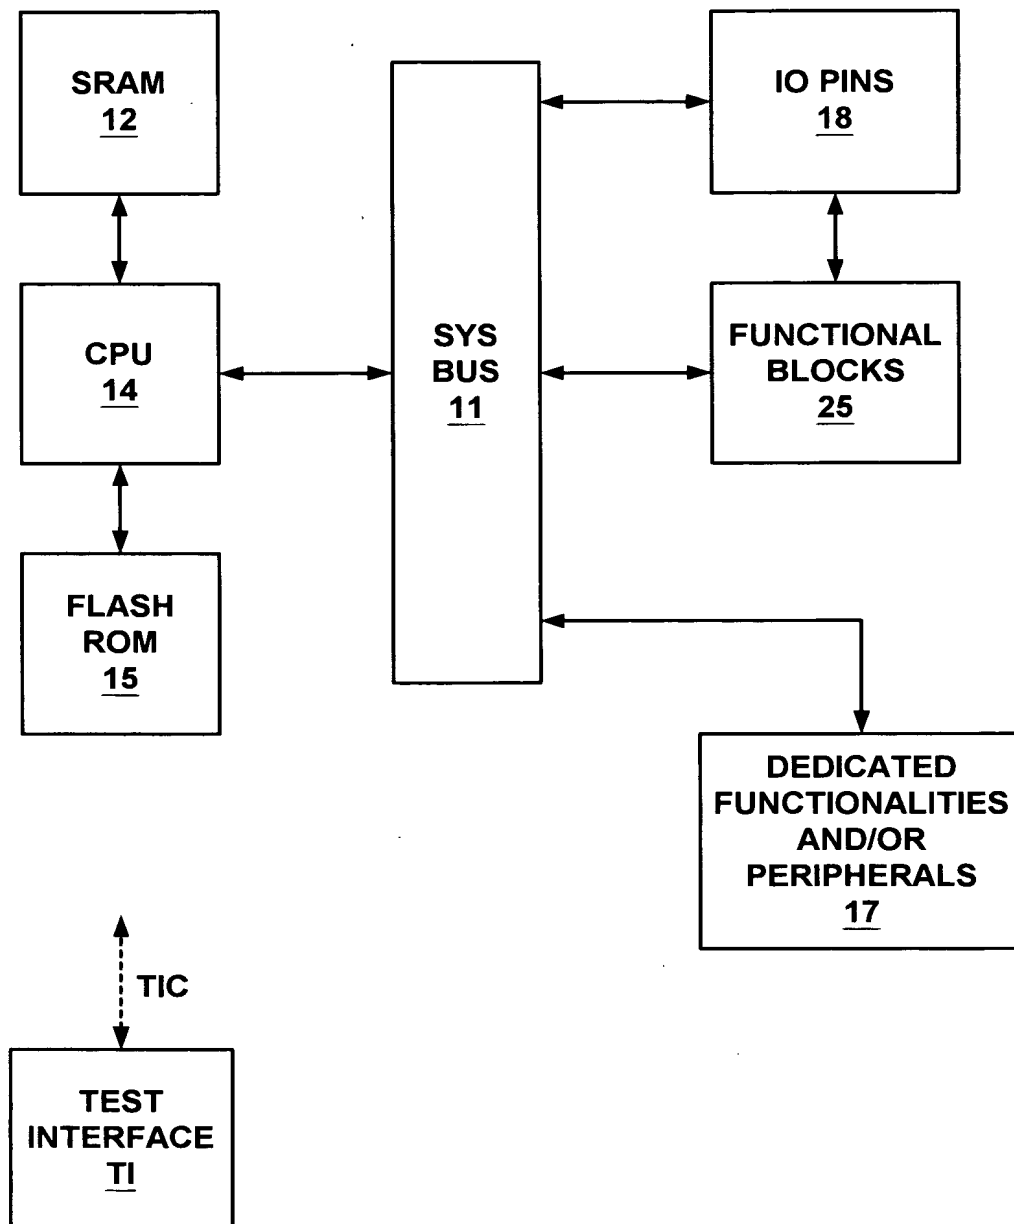 SRAM
12
CPU
14
FLASH
ROM
15
SYS
BUS
11
IO PINS
18
FUNCTIONAL
BLOCKS
25
DEDICATED
FUNCTIONALITIES
AND/OR
PERIPHERALS
17
TIC
TEST
INTERFACE
TI